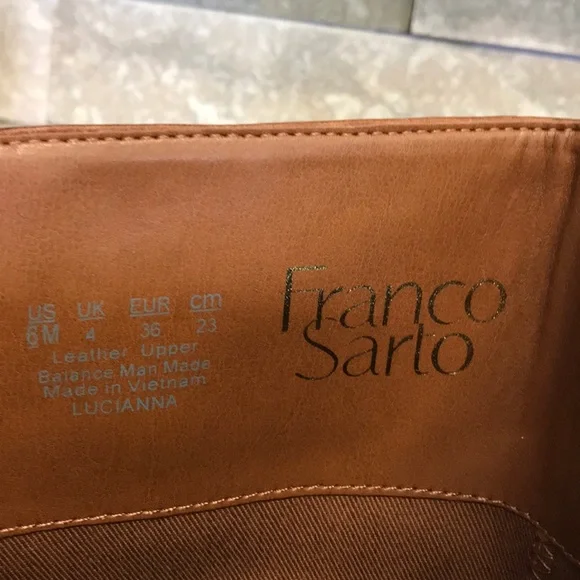 US UK EUR cm
6M 4 36 23
Leather Upper
Balance Man Made
Made in Vietnam
LUCIANNA
Franco
Sarto